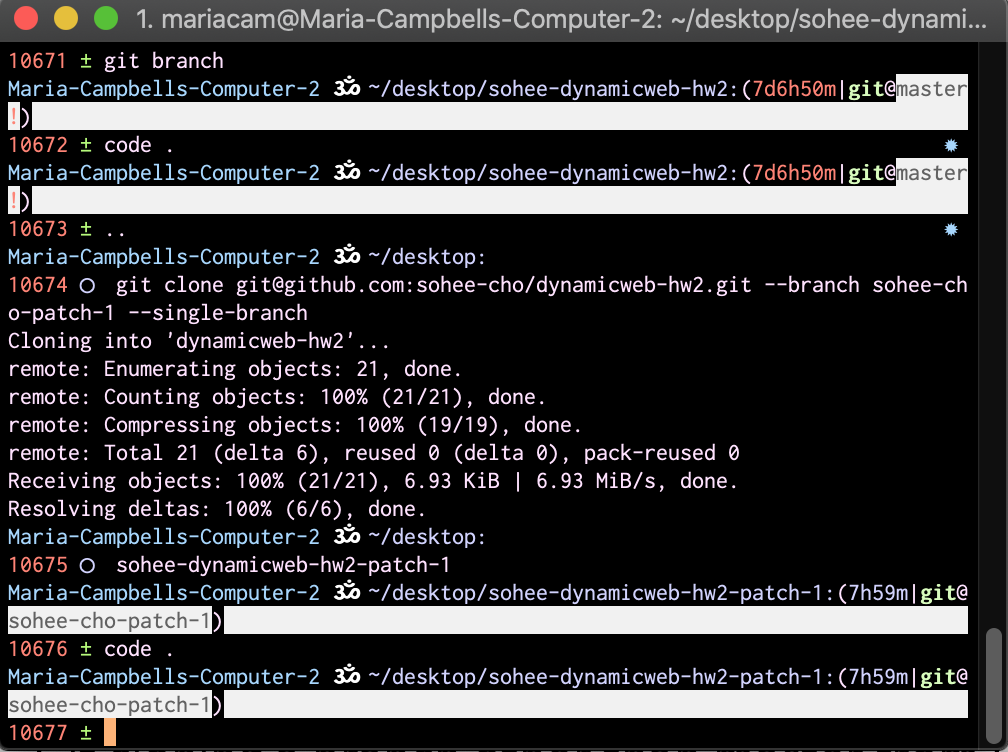 1. mariacam@Maria-Campbells-Computer-2: ~/desktop/sohee-dynami...
10671 ± git branch
Maria-Campbells-Computer-2 ॐ ~/desktop/sohee-dynamicweb-hw2:(7d6h50m|git@master
!)
10672 ± code .
Maria-Campbells-Computer-2 ॐ ~/desktop/sohee-dynamicweb-hw2:(7d6h50m|git@master
!)
10673 ± ..
Maria-Campbells-Computer-2 ॐ ~/desktop:
10674 ○ git clone git@github.com:sohee-cho/dynamicweb-hw2.git --branch sohee-ch
o-patch-1 --single-branch
Cloning into 'dynamicweb-hw2'...
remote: Enumerating objects: 21, done.
remote: Counting objects: 100% (21/21), done.
remote: Compressing objects: 100% (19/19), done.
remote: Total 21 (delta 6), reused 0 (delta 0), pack-reused 0
Receiving objects: 100% (21/21), 6.93 KiB | 6.93 MiB/s, done.
Resolving deltas: 100% (6/6), done.
Maria-Campbells-Computer-2 ॐ ~/desktop:
10675 ○ sohee-dynamicweb-hw2-patch-1
Maria-Campbells-Computer-2 ॐ ~/desktop/sohee-dynamicweb-hw2-patch-1:(7h59m|git@
sohee-cho-patch-1)
10676 ± code .
Maria-Campbells-Computer-2 ॐ ~/desktop/sohee-dynamicweb-hw2-patch-1:(7h59m|git@
sohee-cho-patch-1)
10677 ±